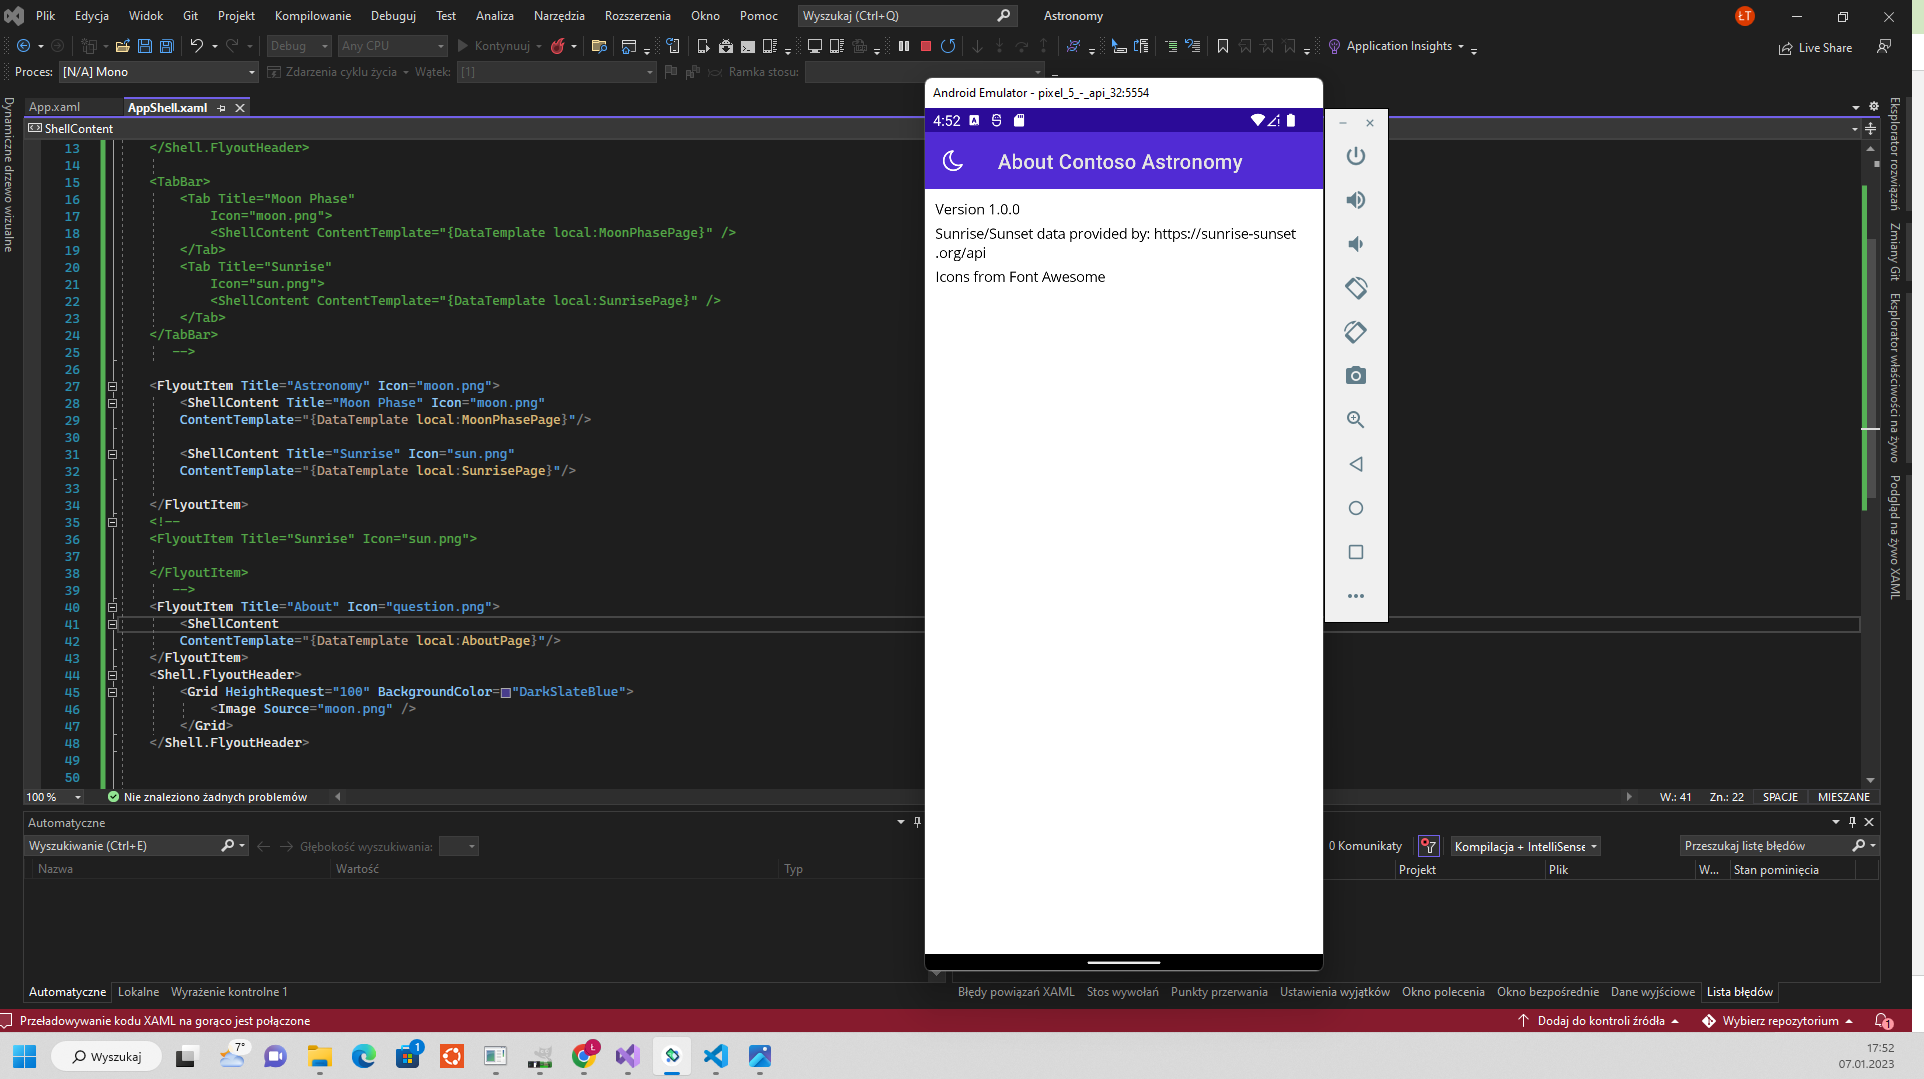 Plik Edycja Widok Git Projekt Kompilowanie Debuguj Test Analiza Narzędzia Rozszerzenia Okno Pomoc Wyszukaj (Ctrl+Q) Astronomy ŁT
Debug Any CPU Kontynuuj Application Insights Live Share
Proces: [N/A] Mono Zdarzenia cyklu życia Wątek: [1] Ramka stosu:
Dynamiczne drzewo wizualne
App.xaml AppShell.xaml
ShellContent
13 </Shell.FlyoutHeader>
14
15 <TabBar>
16 <Tab Title="Moon Phase"
17 Icon="moon.png">
18 <ShellContent ContentTemplate="{DataTemplate local:MoonPhasePage}" />
19 </Tab>
20 <Tab Title="Sunrise"
21 Icon="sun.png">
22 <ShellContent ContentTemplate="{DataTemplate local:SunrisePage}" />
23 </Tab>
24 </TabBar>
25 -->
26
27 <FlyoutItem Title="Astronomy" Icon="moon.png">
28 <ShellContent Title="Moon Phase" Icon="moon.png"
29 ContentTemplate="{DataTemplate local:MoonPhasePage}"/>
30
31 <ShellContent Title="Sunrise" Icon="sun.png"
32 ContentTemplate="{DataTemplate local:SunrisePage}"/>
33
34 </FlyoutItem>
35 <!--
36 <FlyoutItem Title="Sunrise" Icon="sun.png">
37
38 </FlyoutItem>
39 -->
40 <FlyoutItem Title="About" Icon="question.png">
41 <ShellContent
42 ContentTemplate="{DataTemplate local:AboutPage}"/>
43 </FlyoutItem>
44 <Shell.FlyoutHeader>
45 <Grid HeightRequest="100" BackgroundColor="DarkSlateBlue">
46 <Image Source="moon.png" />
47 </Grid>
48 </Shell.FlyoutHeader>
49
50
100 % Nie znaleziono żadnych problemów W.: 41 Zn.: 22 SPACJE MIESZANE
Android Emulator - pixel_5_-_api_32:5554
4:52
About Contoso Astronomy
Version 1.0.0
Sunrise/Sunset data provided by: https://sunrise-sunset
.org/api
Icons from Font Awesome
Eksplorator rozwiązań
Zmiany Git
Eksplorator właściwości na żywo
Podgląd na żywo XAML
Automatyczne
Wyszukiwanie (Ctrl+E) Głębokość wyszukiwania:
Nazwa Wartość Typ
0 Komunikaty Kompilacja + IntelliSense Przeszukaj listę błędów
Projekt Plik W... Stan pominięcia
Automatyczne Lokalne Wyrażenie kontrolne 1
Błędy powiązań XAML Stos wywołań Punkty przerwania Ustawienia wyjątków Okno polecenia Okno bezpośrednie Dane wyjściowe Lista błędów
Przeładowywanie kodu XAML na gorąco jest połączone Dodaj do kontroli źródła Wybierz repozytorium 1
Wyszukaj 7° 1 Ł
17:52
07.01.2023